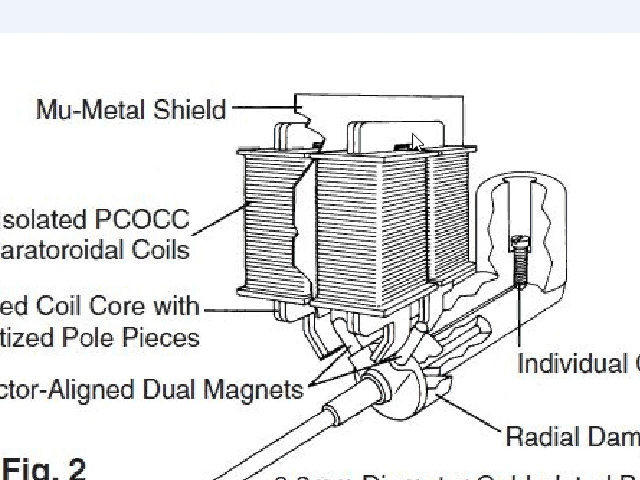 Mu-Metal Shield
isolated PCOCC
aratoroidal Coils
ed Coil Core with
tized Pole Pieces
ctor-Aligned Dual Magnets
Individual
Radial Dam
Fig. 2